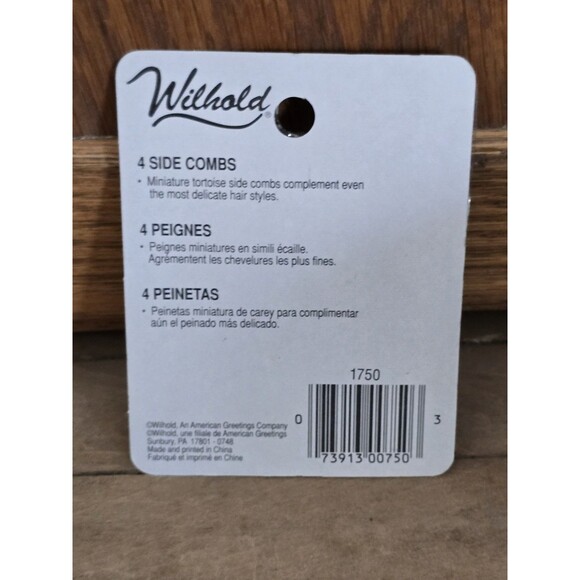 Wilhold®
4 SIDE COMBS
• Miniature tortoise side combs complement even
the most delicate hair styles.
4 PEIGNES
• Peignes miniatures en simili écaille.
Agrémentent les chevelures les plus fines.
4 PEINETAS
• Peinetas miniatura de carey para complimentar
aún el peinado más delicado.
1750
0 73913 00750 3
©Wilhold, An American Greetings Company
©Wilhold, une filiale de American Greetings
Sunbury, PA 17801 - 0748
Made and printed in China
Fabriqué et imprimé en Chine